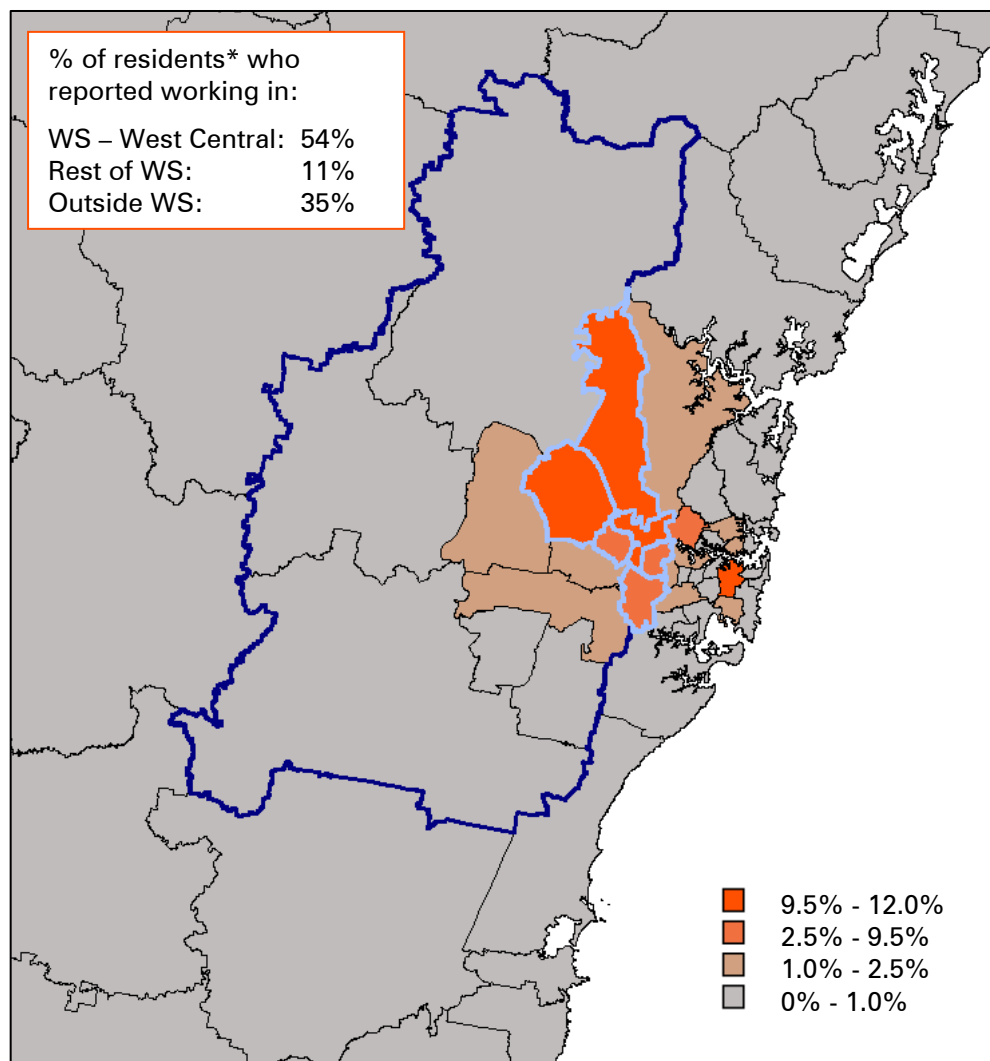 % of residents* who
reported working in:
WS – West Central: 54%
Rest of WS: 11%
Outside WS: 35%
9.5% - 12.0%
2.5% - 9.5%
1.0% - 2.5%
0% - 1.0%